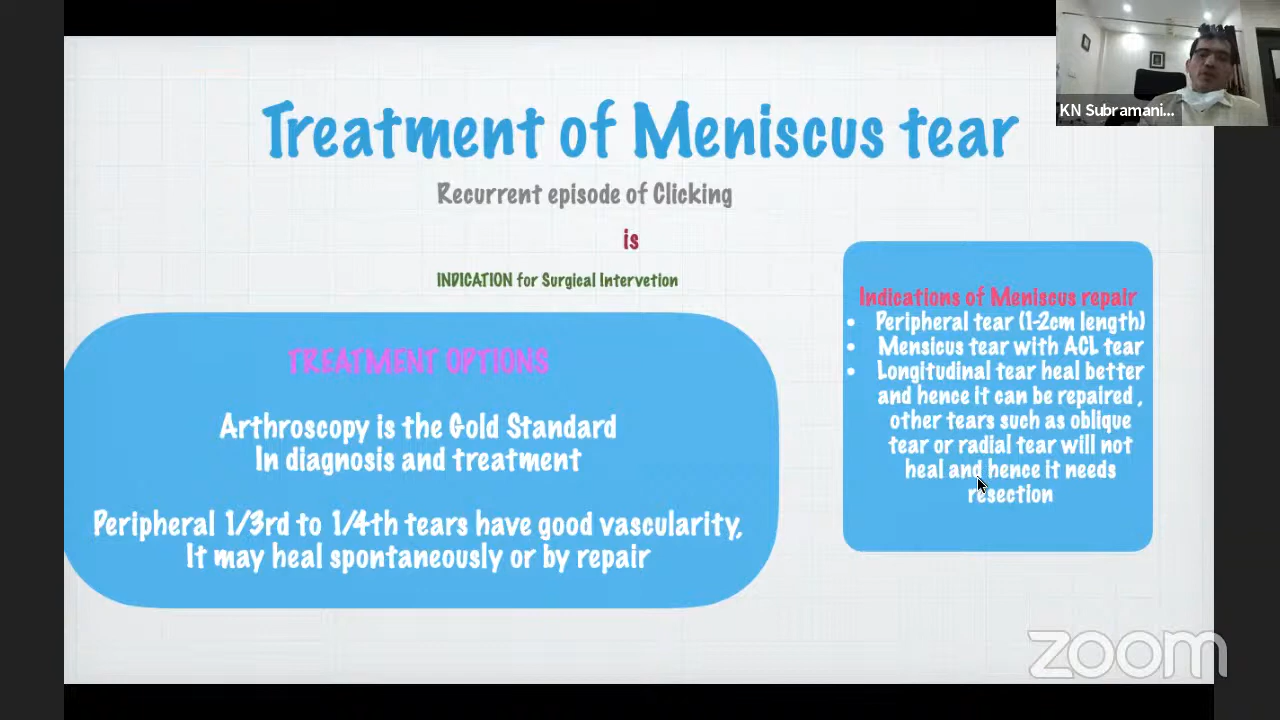 KN Subramani...
Treatment of Meniscus tear
Recurrent episode of Clicking
is
INDICATION for Surgical Intervetion
TREATMENT OPTIONS
Arthroscopy is the Gold Standard
In diagnosis and treatment
Peripheral 1/3rd to 1/4th tears have good vascularity,
It may heal spontaneously or by repair
Indications of Meniscus repair
• Peripheral tear (1-2cm length)
• Mensicus tear with ACL tear
• Longitudinal tear heal better
and hence it can be repaired ,
other tears such as oblique
tear or radial tear will not
heal and hence it needs
resection
zoom